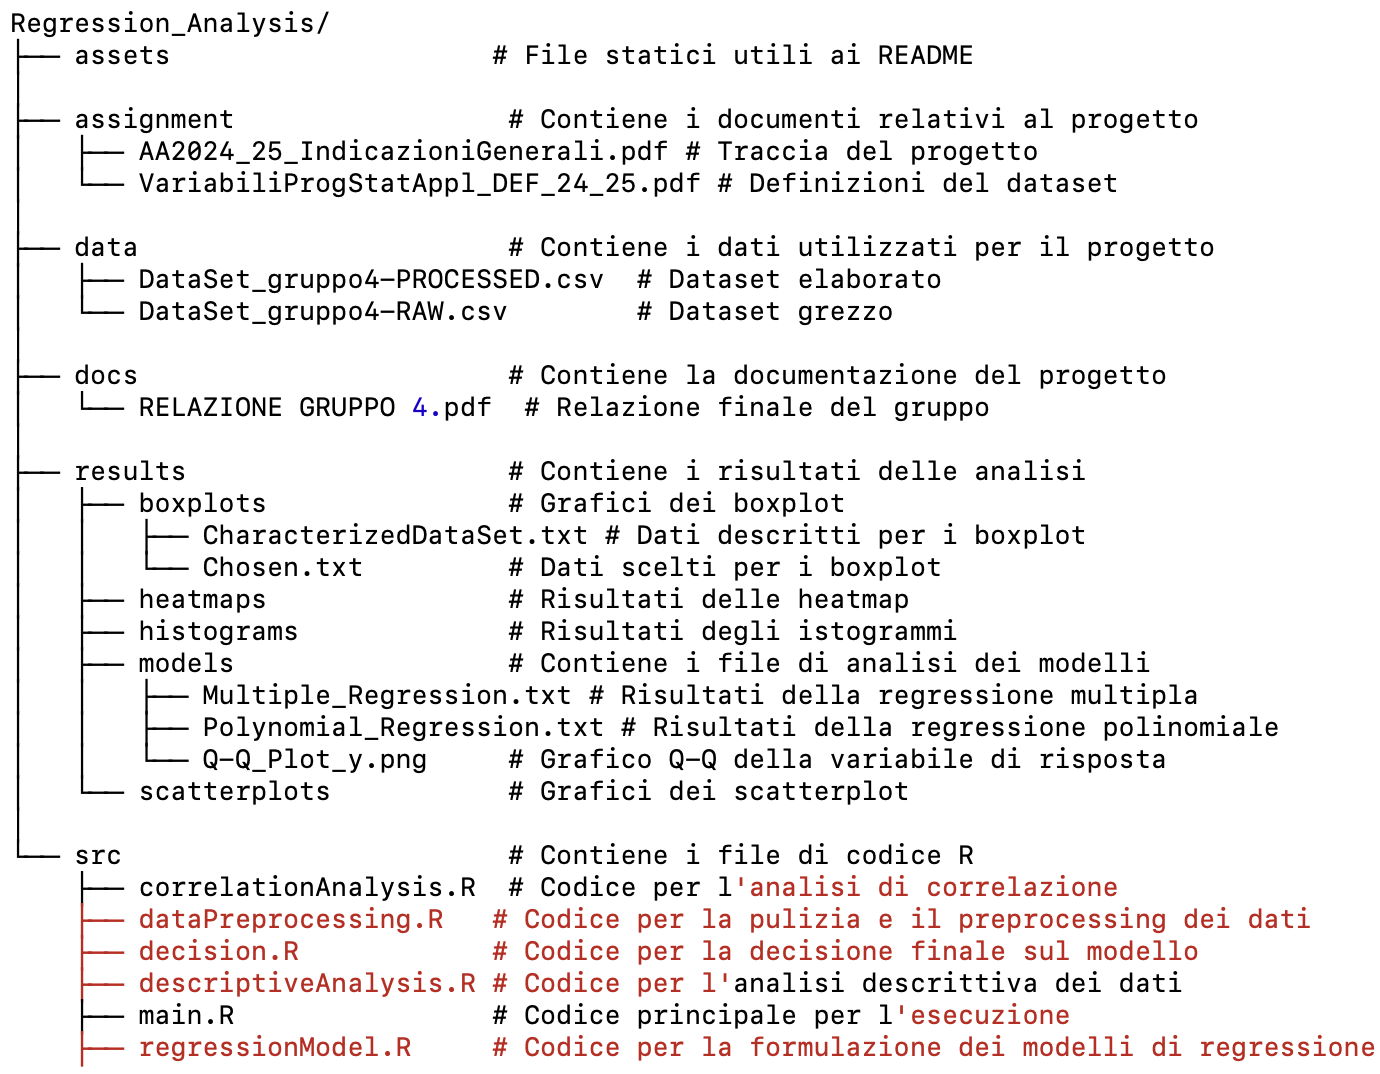 Regression_Analysis/
├── assets                    # File statici utili ai README
│
├── assignment                 # Contiene i documenti relativi al progetto
│   ├── AA2024_25_IndicazioniGenerali.pdf # Traccia del progetto
│   └── VariabiliProgStatAppl_DEF_24_25.pdf # Definizioni del dataset
│
├── data                       # Contiene i dati utilizzati per il progetto
│   ├── DataSet_gruppo4-PROCESSED.csv  # Dataset elaborato
│   └── DataSet_gruppo4-RAW.csv        # Dataset grezzo
│
├── docs                       # Contiene la documentazione del progetto
│   └── RELAZIONE GRUPPO 4.pdf  # Relazione finale del gruppo
│
├── results                    # Contiene i risultati delle analisi
│   ├── boxplots               # Grafici dei boxplot
│   │   ├── CharacterizedDataSet.txt # Dati descritti per i boxplot
│   │   └── Chosen.txt         # Dati scelti per i boxplot
│   ├── heatmaps               # Risultati delle heatmap
│   ├── histograms             # Risultati degli istogrammi
│   ├── models                 # Contiene i file di analisi dei modelli
│   │   ├── Multiple_Regression.txt # Risultati della regressione multipla
│   │   ├── Polynomial_Regression.txt # Risultati della regressione polinomiale
│   │   └── Q-Q_Plot_y.png     # Grafico Q-Q della variabile di risposta
│   └── scatterplots           # Grafici dei scatterplot
│
└── src                        # Contiene i file di codice R
    ├── correlationAnalysis.R  # Codice per l'analisi di correlazione
    ├── dataPreprocessing.R   # Codice per la pulizia e il preprocessing dei dati
    ├── decision.R            # Codice per la decisione finale sul modello
    ├── descriptiveAnalysis.R # Codice per l'analisi descrittiva dei dati
    ├── main.R                # Codice principale per l'esecuzione
    ├── regressionModel.R     # Codice per la formulazione dei modelli di regressione